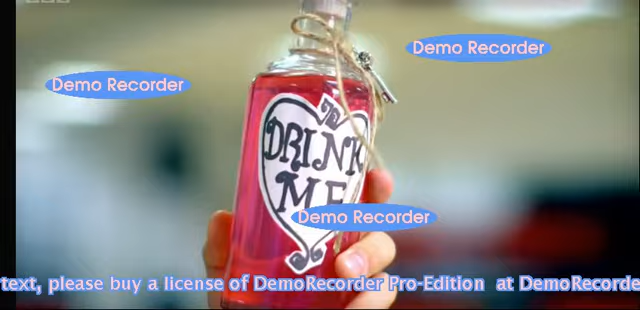 Demo Recorder
Demo Recorder
DRINK
ME
Demo Recorder
text, please buy a license of DemoRecorder Pro-Edition at DemoRecorde